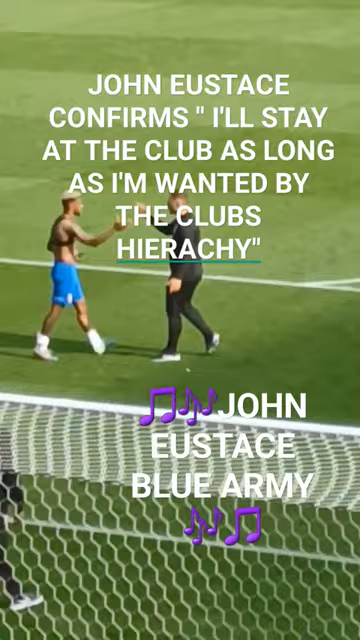 JOHN EUSTACE
CONFIRMS " I'LL STAY
AT THE CLUB AS LONG
AS I'M WANTED BY
THE CLUBS
HIERACHY"
🎵🎶JOHN
EUSTACE
BLUE ARMY
🎶🎵